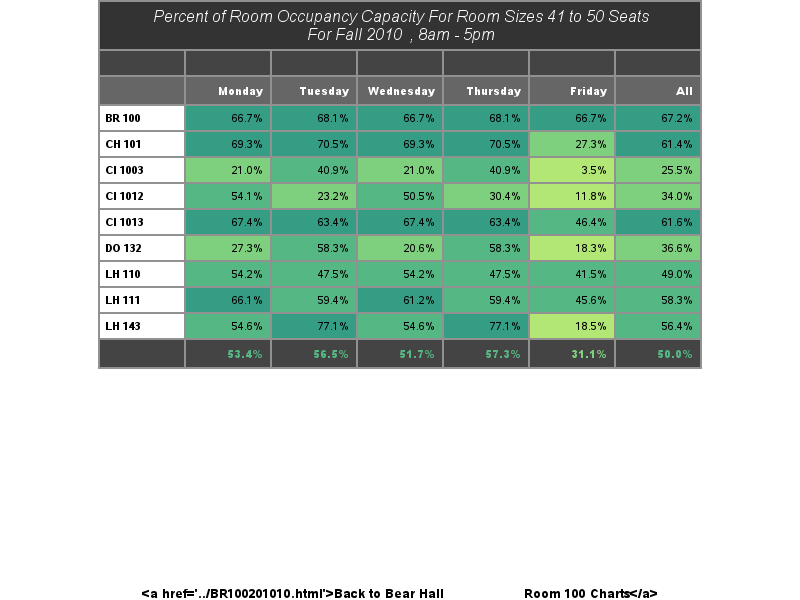 Percent of Room Occupancy Capacity For Room Sizes 41 to 50 Seats
For Fall 2010 , 8am - 5pm
Monday Tuesday Wednesday Thursday Friday All
BR 100 66.7% 68.1% 66.7% 68.1% 66.7% 67.2%
CH 101 69.3% 70.5% 69.3% 70.5% 27.3% 61.4%
CI 1003 21.0% 40.9% 21.0% 40.9% 3.5% 25.5%
CI 1012 54.1% 23.2% 50.5% 30.4% 11.8% 34.0%
CI 1013 67.4% 63.4% 67.4% 63.4% 46.4% 61.6%
DO 132 27.3% 58.3% 20.6% 58.3% 18.3% 36.6%
LH 110 54.2% 47.5% 54.2% 47.5% 41.5% 49.0%
LH 111 66.1% 59.4% 61.2% 59.4% 45.6% 58.3%
LH 143 54.6% 77.1% 54.6% 77.1% 18.5% 56.4%
53.4% 56.5% 51.7% 57.3% 31.1% 50.0%
<a href='../BR100201010.html'>Back to Bear Hall Room 100 Charts</a>